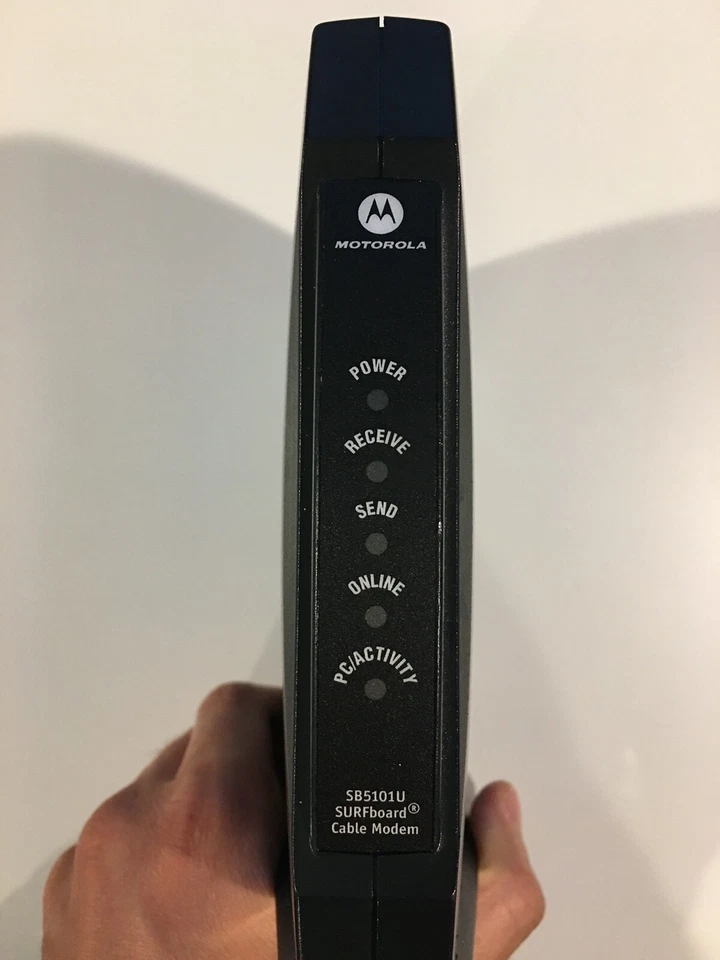 MOTOROLA
POWER
RECEIVE
SEND
ONLINE
PC/ACTIVITY
SB5101U
SURFboard®
Cable Modem